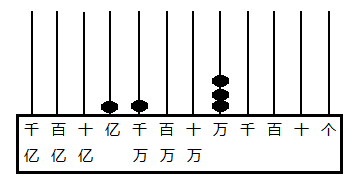 千 百 十 亿 千 百 十 万 千 百 十 个
亿 亿 亿 万 万 万